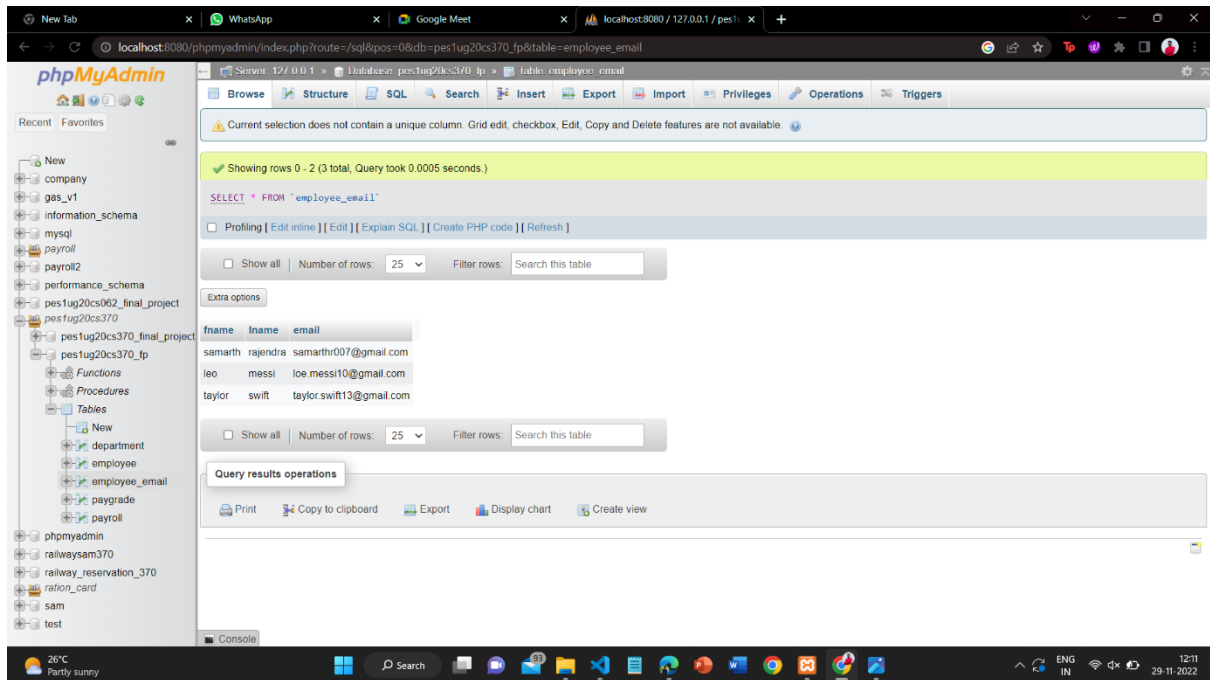 New Tab
WhatsApp
Google Meet
localhost:8080 / 127.0.0.1 / pes1
localhost:8080/phpmyadmin/index.php?route=/sql&pos=0&db=pes1ug20cs370_fp&table=employee_email
phpMyAdmin
Recent Favorites
New
company
gas_v1
information_schema
mysql
payroll
payroll2
performance_schema
pes1ug20cs062_final_project
pes1ug20cs370
pes1ug20cs370_final_project
pes1ug20cs370_fp
Functions
Procedures
Tables
New
department
employee
employee_email
paygrade
payroll
phpmyadmin
railwaysam370
railway_reservation_370
ration_card
sam
test
Server: 127.0.0.1 » Database: pes1ug20cs370_fp » Table: employee_email
Browse Structure SQL Search Insert Export Import Privileges Operations Triggers
Current selection does not contain a unique column. Grid edit, checkbox, Edit, Copy and Delete features are not available.
Showing rows 0 - 2 (3 total, Query took 0.0005 seconds.)
SELECT * FROM `employee_email`
Profiling [ Edit inline ] [ Edit ] [ Explain SQL ] [ Create PHP code ] [ Refresh ]
Show all Number of rows: 25 Filter rows: Search this table
Extra options
fname lname email
samarth rajendra samarthr007@gmail.com
leo messi loe.messi10@gmail.com
taylor swift taylor.swift13@gmail.com
Show all Number of rows: 25 Filter rows: Search this table
Query results operations
Print Copy to clipboard Export Display chart Create view
Console
26°C
Partly sunny
Search
93
ENG
IN
12:11
29-11-2022